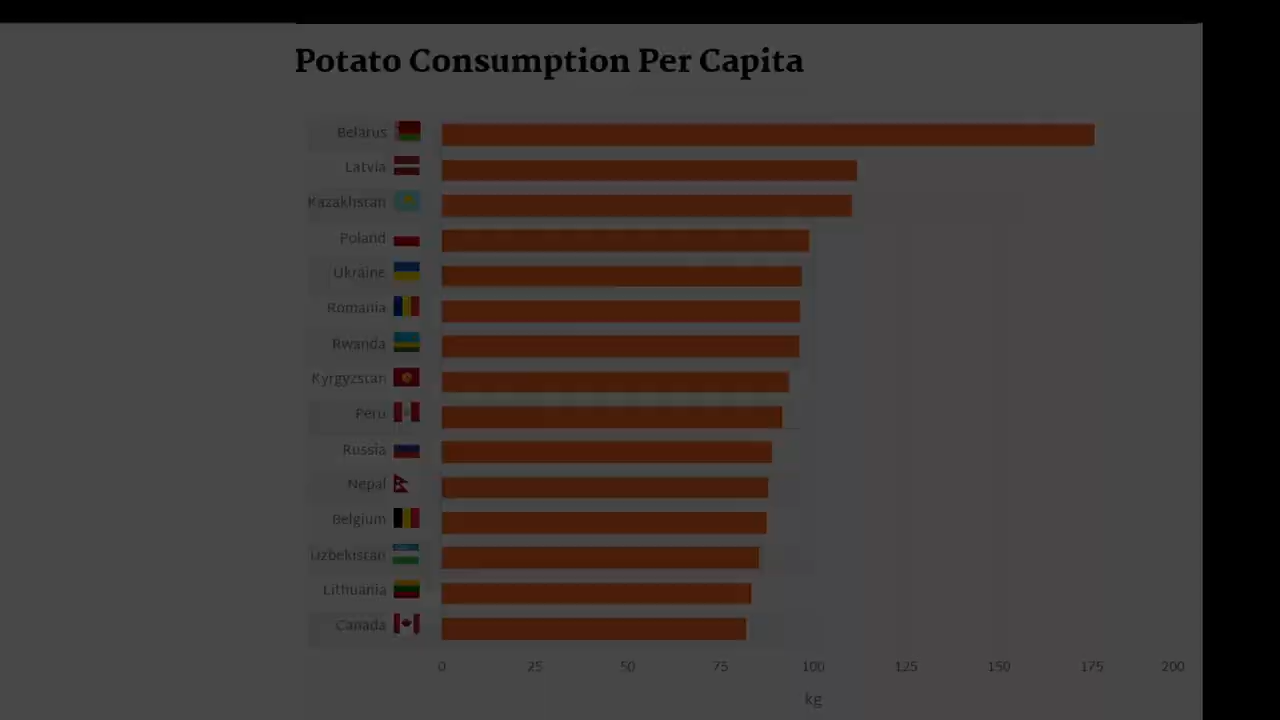 Potato Consumption Per Capita
Belarus
Latvia
Kazakhstan
Poland
Ukraine
Romania
Rwanda
Kyrgyzstan
Peru
Russia
Nepal
Belgium
Uzbekistan
Lithuania
Canada
0 25 50 75 100 125 150 175 200
kg